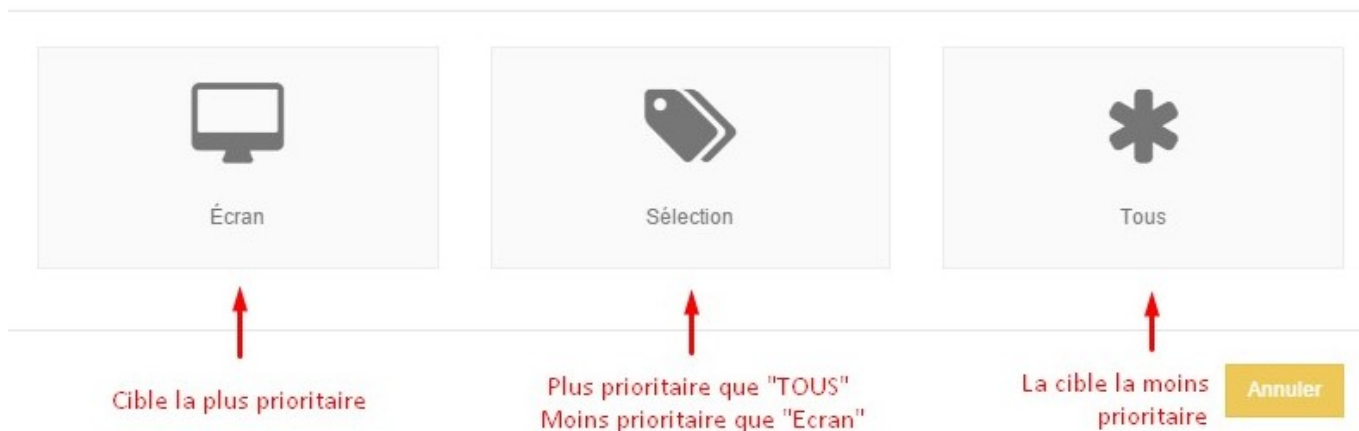 Écran
Sélection
Tous
Cible la plus prioritaire
Plus prioritaire que "TOUS"
Moins prioritaire que "Ecran"
La cible la moins
prioritaire
Annuler